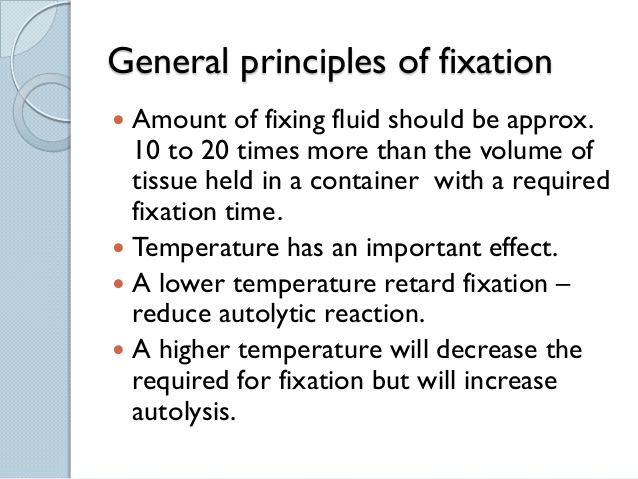 General principles of fixation
• Amount of fixing fluid should be approx.
10 to 20 times more than the volume of
tissue held in a container with a required
fixation time.
• Temperature has an important effect.
• A lower temperature retard fixation –
reduce autolytic reaction.
• A higher temperature will decrease the
required for fixation but will increase
autolysis.